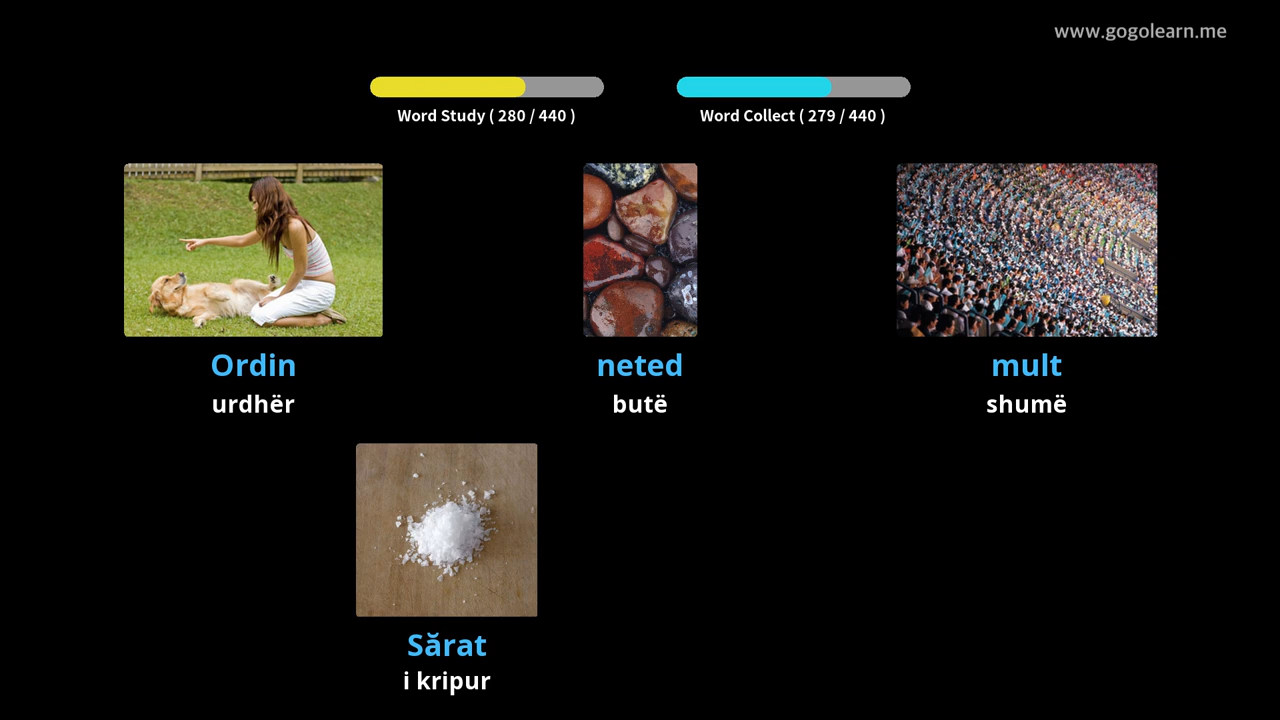 www.gogolearn.me
Word Study ( 280 / 440 )
Word Collect ( 279 / 440 )
Ordin
urdhër
neted
butë
mult
shumë
Sărat
i kripur